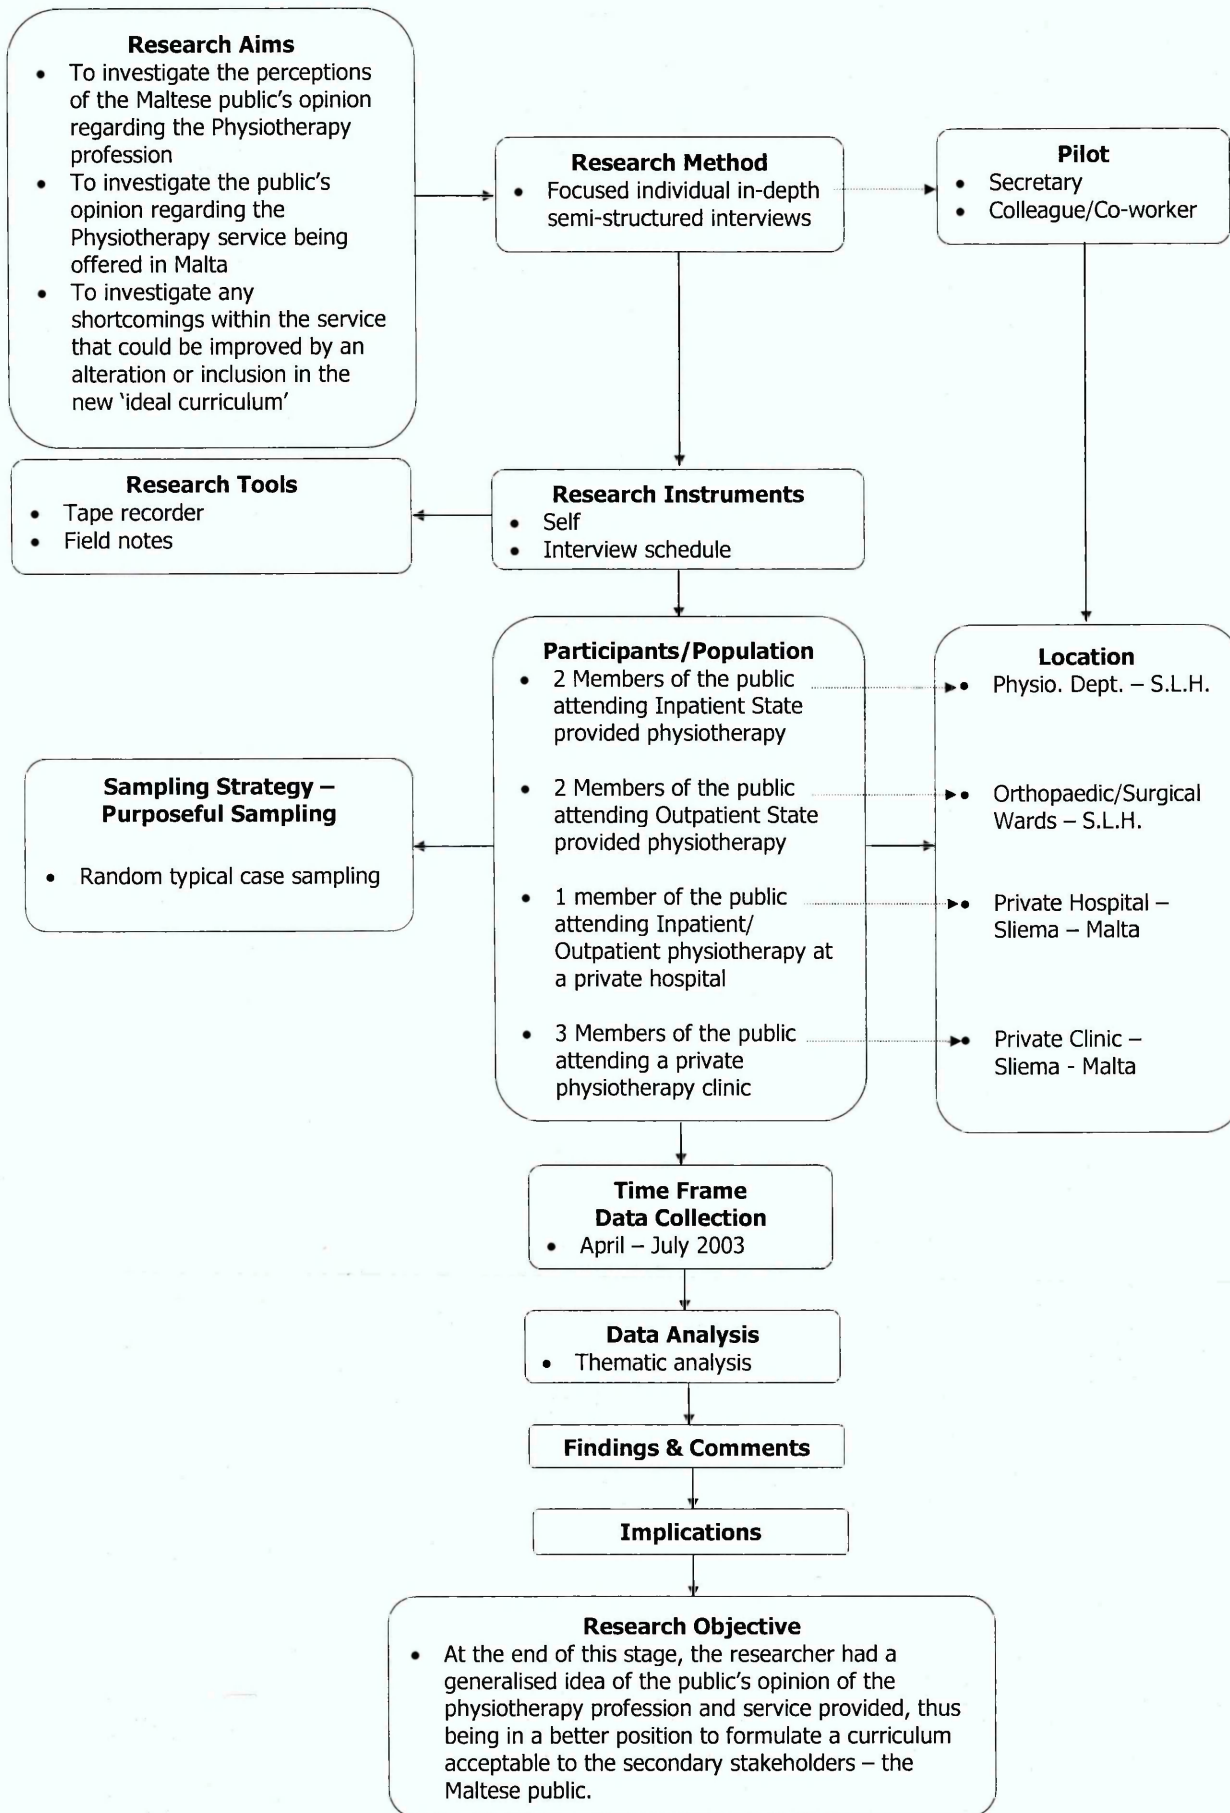 Research Aims
• To investigate the perceptions
of the Maltese public's opinion
regarding the Physiotherapy
profession
• To investigate the public's
opinion regarding the
Physiotherapy service being
offered in Malta
• To investigate any
shortcomings within the service
that could be improved by an
alteration or inclusion in the
new 'ideal curriculum'
Research Method
• Focused individual in-depth
semi-structured interviews
Pilot
• Secretary
• Colleague/Co-worker
Research Tools
• Tape recorder
• Field notes
Research Instruments
• Self
• Interview schedule
Participants/Population
• 2 Members of the public
attending Inpatient State
provided physiotherapy
• 2 Members of the public
attending Outpatient State
provided physiotherapy
• 1 member of the public
attending Inpatient/
Outpatient physiotherapy at
a private hospital
• 3 Members of the public
attending a private
physiotherapy clinic
Location
• Physio. Dept. – S.L.H.
• Orthopaedic/Surgical
Wards – S.L.H.
• Private Hospital –
Sliema – Malta
• Private Clinic –
Sliema - Malta
Sampling Strategy –
Purposeful Sampling
• Random typical case sampling
Time Frame
Data Collection
• April – July 2003
Data Analysis
• Thematic analysis
Findings & Comments
Implications
Research Objective
• At the end of this stage, the researcher had a
generalised idea of the public's opinion of the
physiotherapy profession and service provided, thus
being in a better position to formulate a curriculum
acceptable to the secondary stakeholders – the
Maltese public.